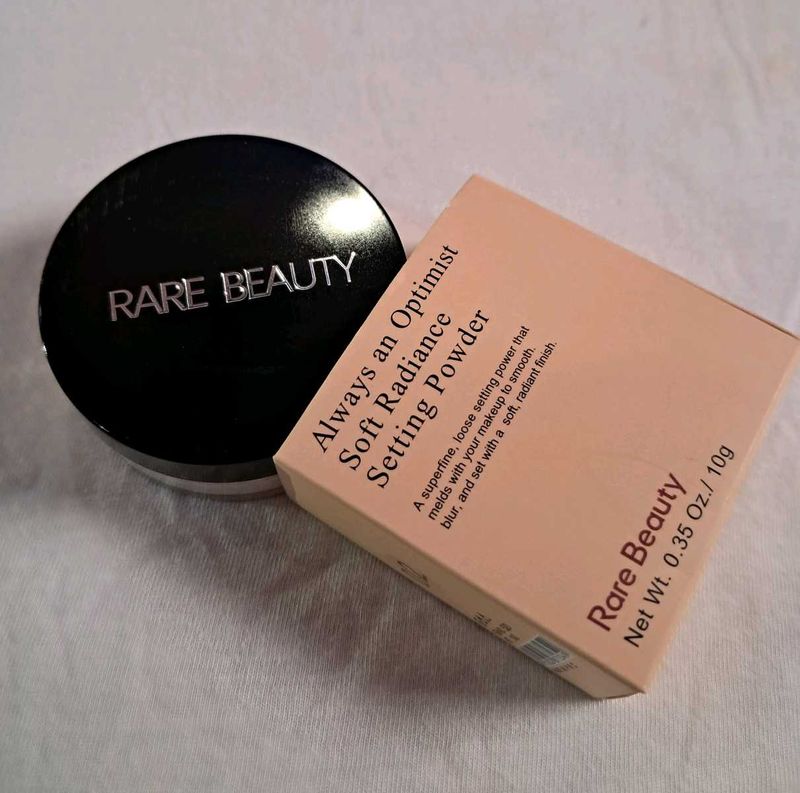 RARE BEAUTY
Always an Optimist
Soft Radiance
Setting Powder
A superfine, loose setting power that
melds with your makeup to smooth.
blur, and set with a soft, radiant finish.
Rare Beauty
Net Wt. 0.35 Oz./ 10g